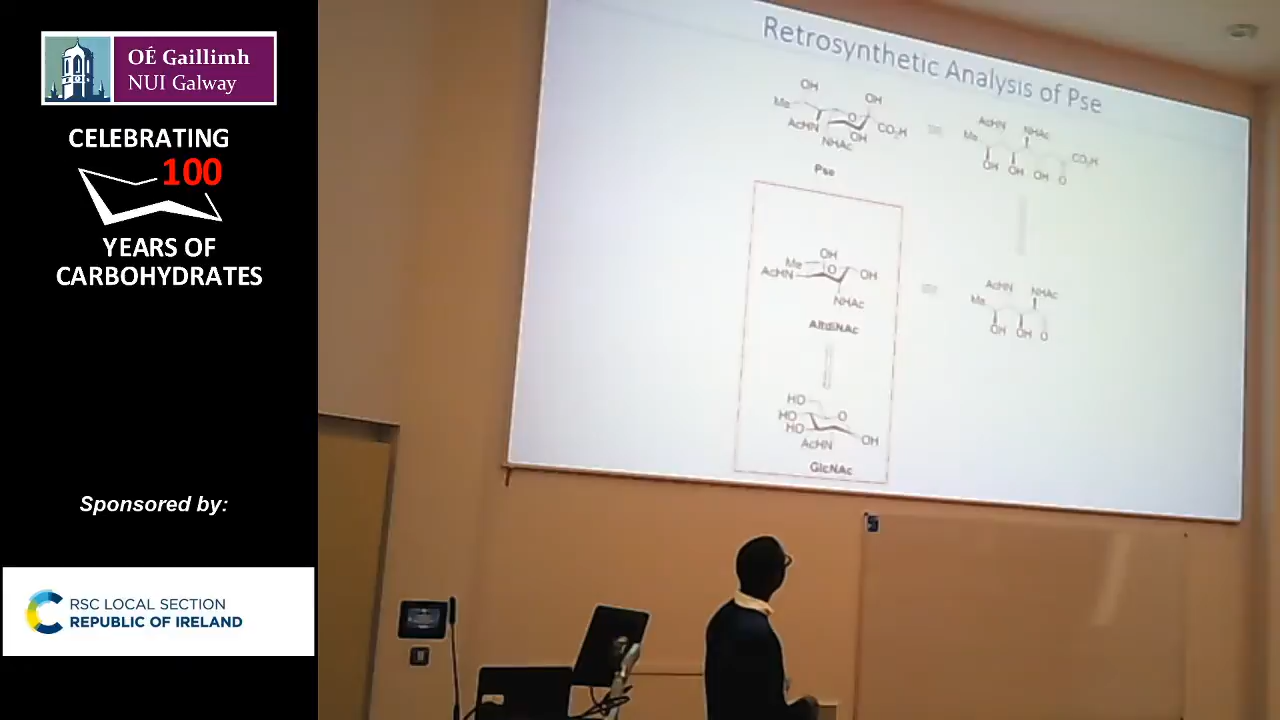 OÉ Gaillimh
NUI Galway
CELEBRATING
100
YEARS OF
CARBOHYDRATES
Sponsored by:
RSC LOCAL SECTION
REPUBLIC OF IRELAND
Retrosynthetic Analysis of Pse
OH
OH
Me
O
AcHN
OH
CO₂H
NHAc
Pse
AcHN
NHAc
Me
CO₂H
OH
OH
OH
O
OH
Me
O
AcHN
OH
NHAc
AltdiNAc
AcHN
NHAc
Me
OH
OH
O
HO
HO
O
HO
OH
AcHN
GlcNAc